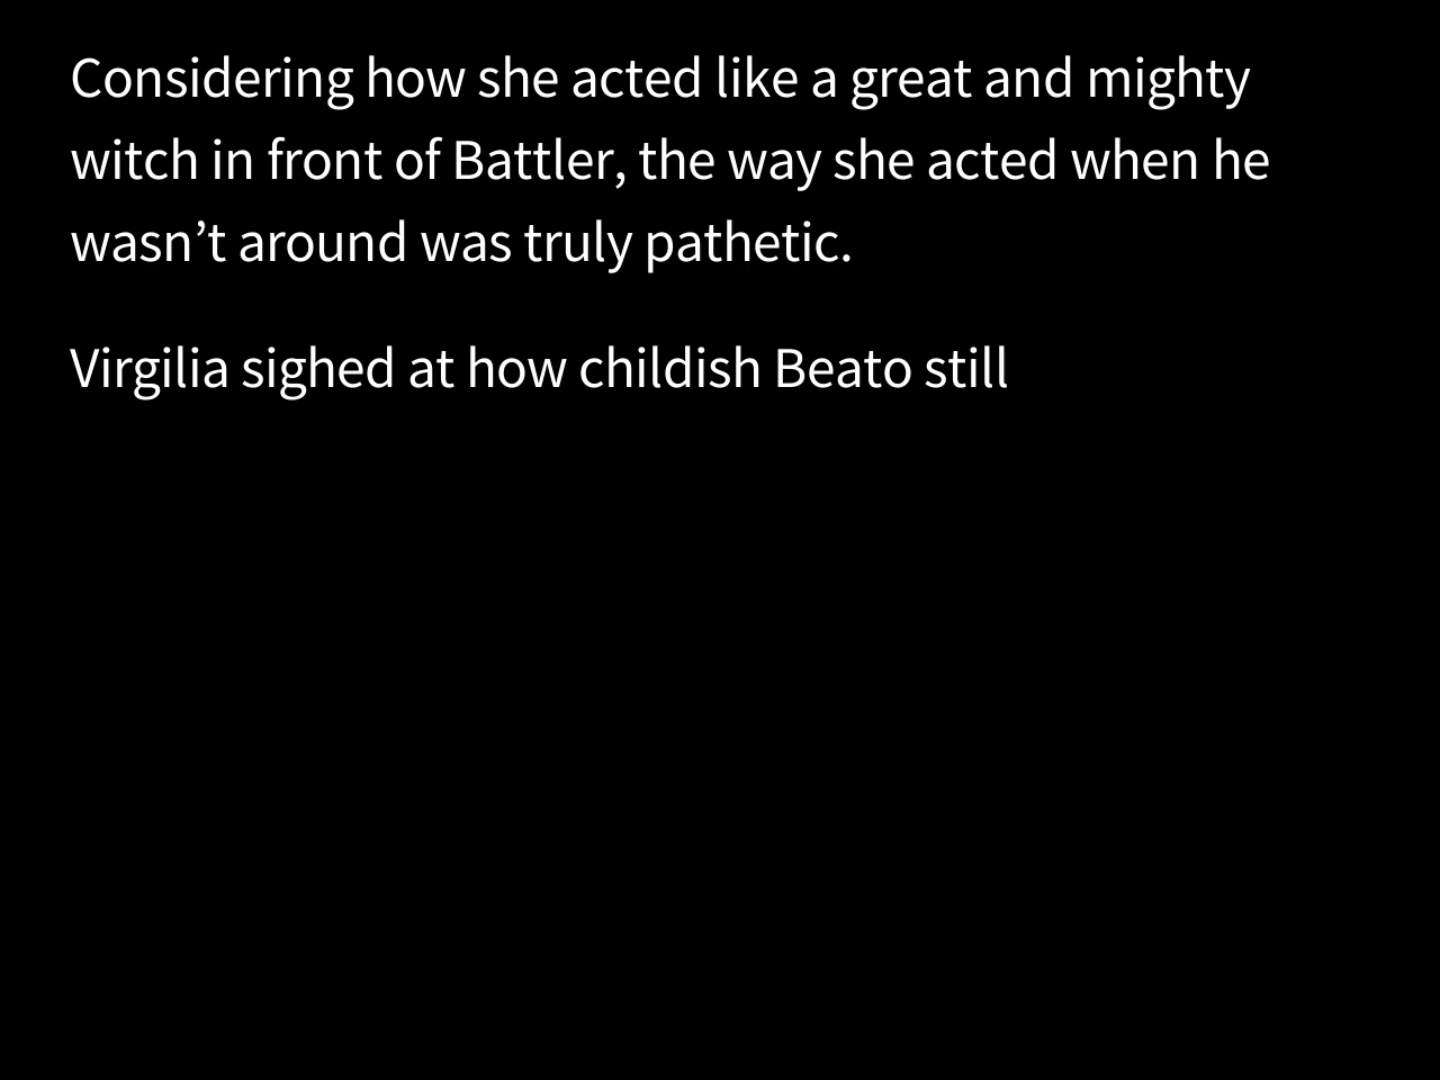 Considering how she acted like a great and mighty
witch in front of Battler, the way she acted when he
wasn’t around was truly pathetic.
Virgilia sighed at how childish Beato still